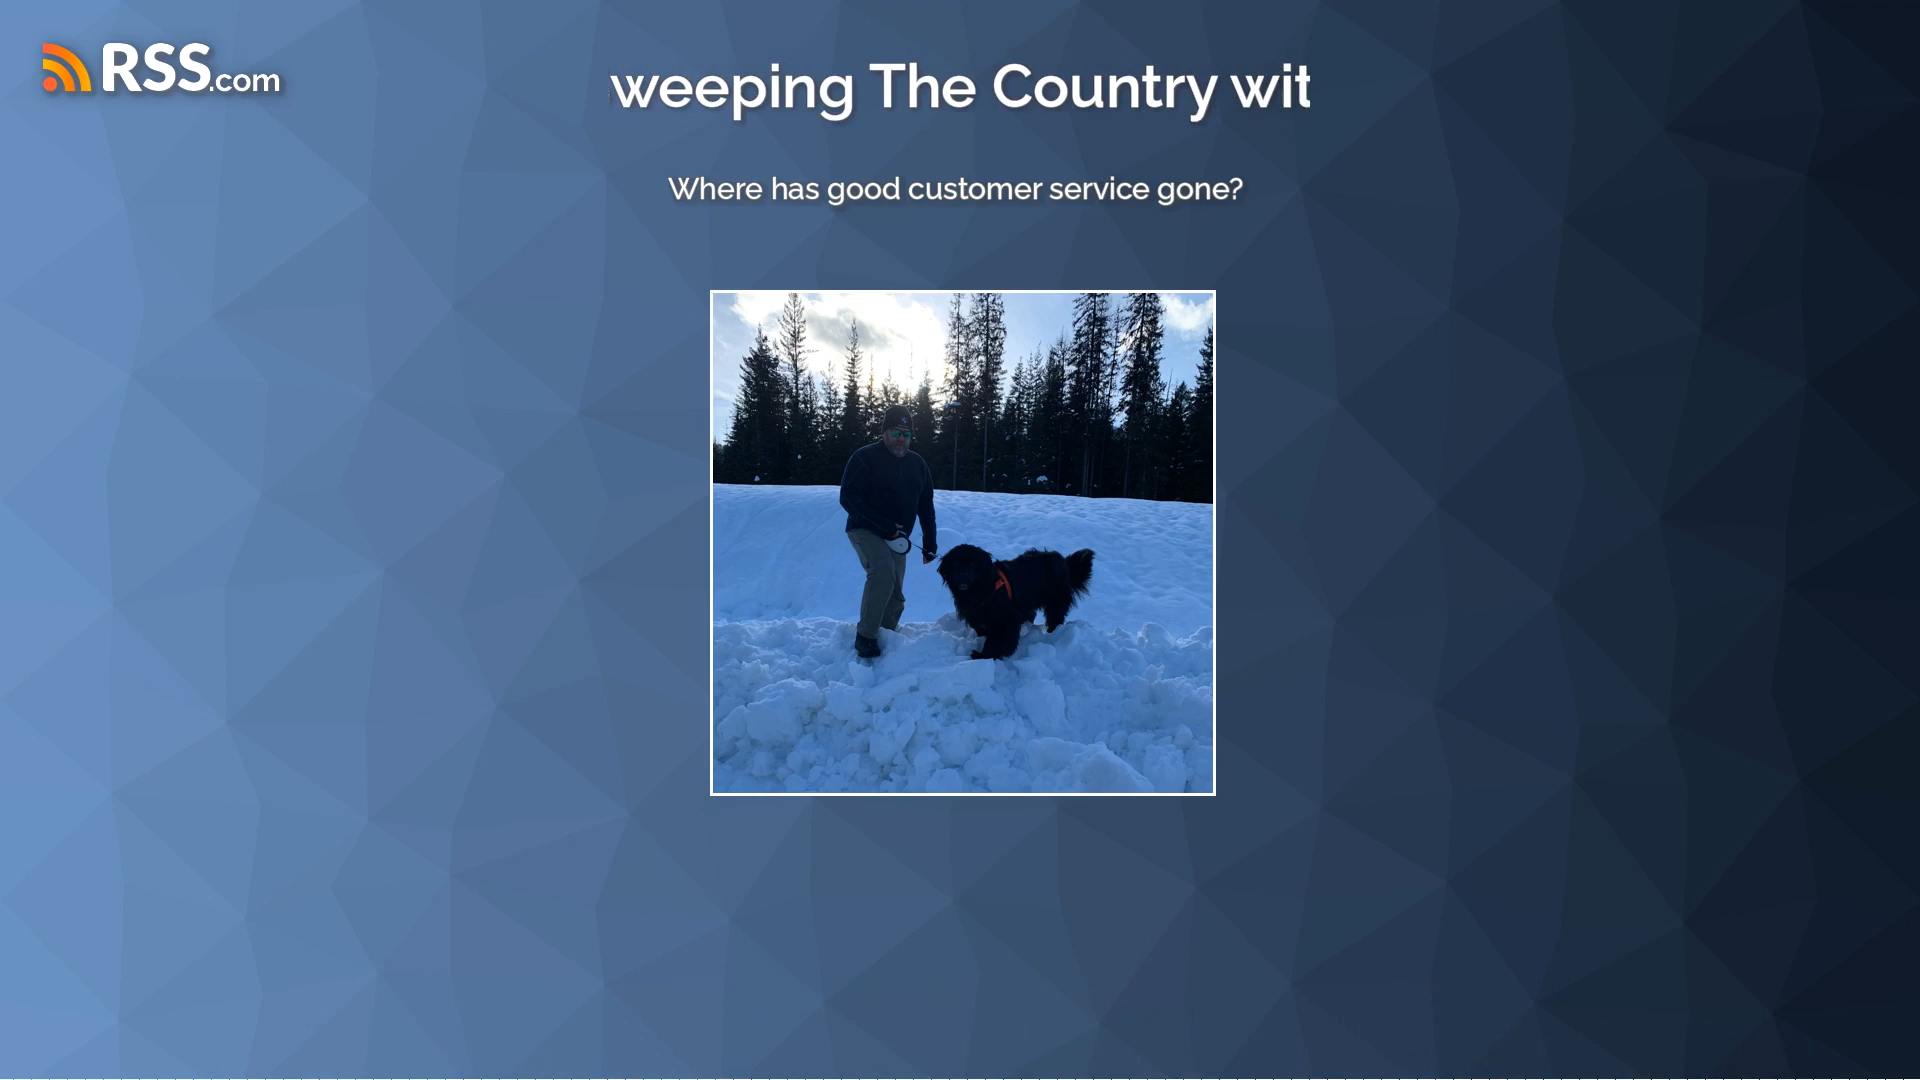 RSS.com
weeping The Country wit
Where has good customer service gone?